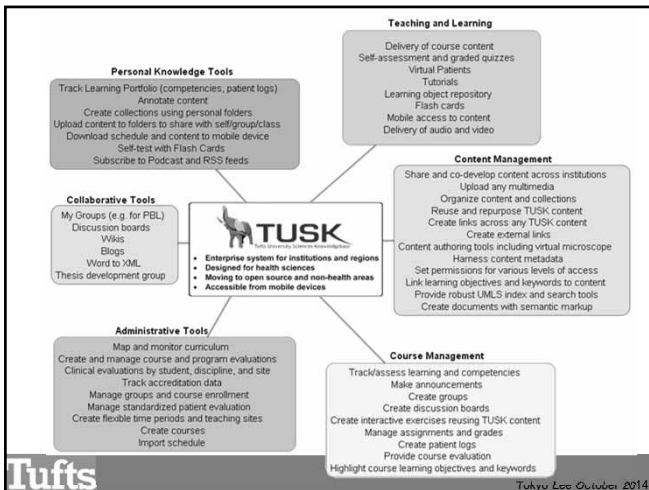 Teaching and Learning
Delivery of course content
Self-assessment and graded quizzes
Virtual Patients
Tutorials
Learning object repository
Flash cards
Mobile access to content
Delivery of audio and video
Personal Knowledge Tools
Track Learning Portfolio (competencies, patient logs)
Annotate content
Create collections using personal folders
Upload content to folders to share with self/group/class
Download schedule and content to mobile device
Self-test with Flash Cards
Subscribe to Podcast and RSS feeds
Content Management
Share and co-develop content across institutions
Upload any multimedia
Organize content and collections
Reuse and repurpose TUSK content
Create links across any TUSK content
Create external links
Content authoring tools including virtual microscope
Harness content metadata
Set permissions for various levels of access
Link learning objectives and keywords to content
Provide robust UMLS index and search tools
Create documents with semantic markup
Collaborative Tools
My Groups (e.g. for PBL)
Discussion boards
Wikis
Blogs
Word to XML
Thesis development group
TUSK
Tufts University Sciences Knowledgebase
• Enterprise system for institutions and regions
• Designed for health sciences
• Moving to open source and non-health areas
• Accessible from mobile devices
Administrative Tools
Map and monitor curriculum
Create and manage course and program evaluations
Clinical evaluations by student, discipline, and site
Track accreditation data
Manage groups and course enrollment
Manage standardized patient evaluation
Create flexible time periods and teaching sites
Create courses
Import schedule
Course Management
Track/assess learning and competencies
Make announcements
Create groups
Create discussion boards
Create interactive exercises reusing TUSK content
Manage assignments and grades
Create patient logs
Provide course evaluation
Highlight course learning objectives and keywords
Tufts
Tokyo Lee October 2014